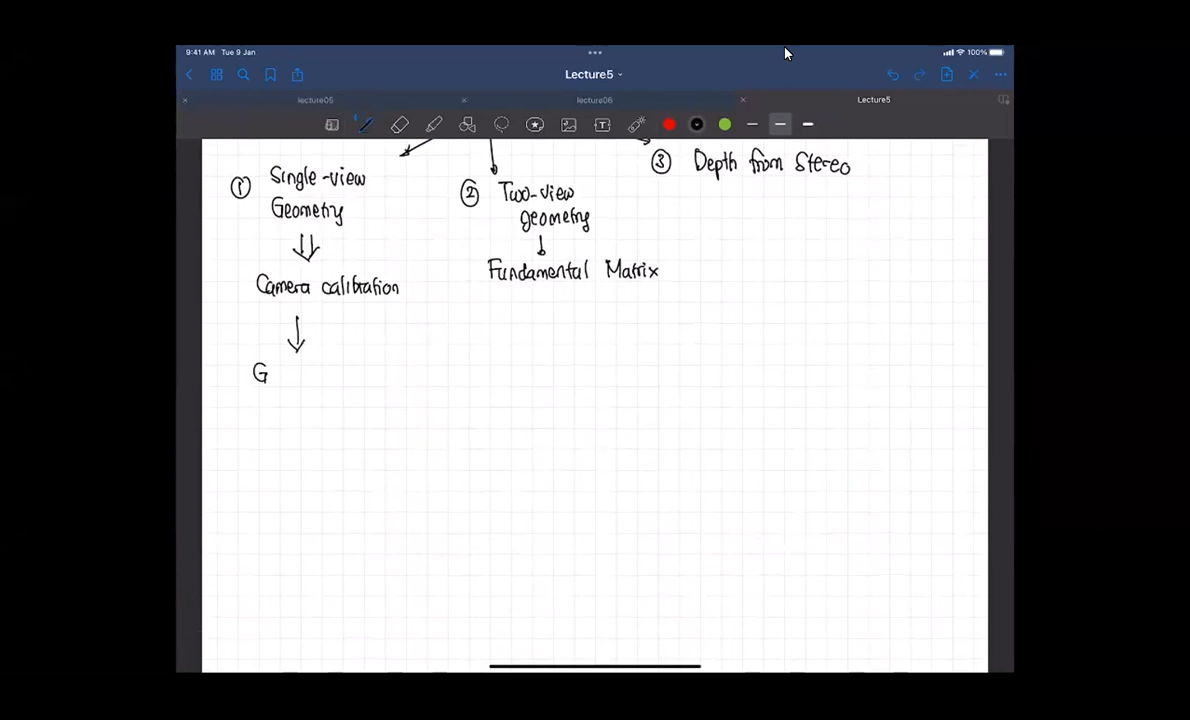 9:41 AM Tue 9 Jan
100%
Lecture5
lecture05
lecture06
Lecture5
① Single-view
Geometry
Camera calibration
G
② Two-view
geometry
Fundamental Matrix
③ Depth from Stereo